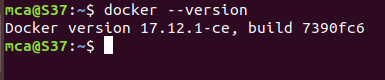 mca@S37:~$ docker --version
Docker version 17.12.1-ce, build 7390fc6
mca@S37:~$